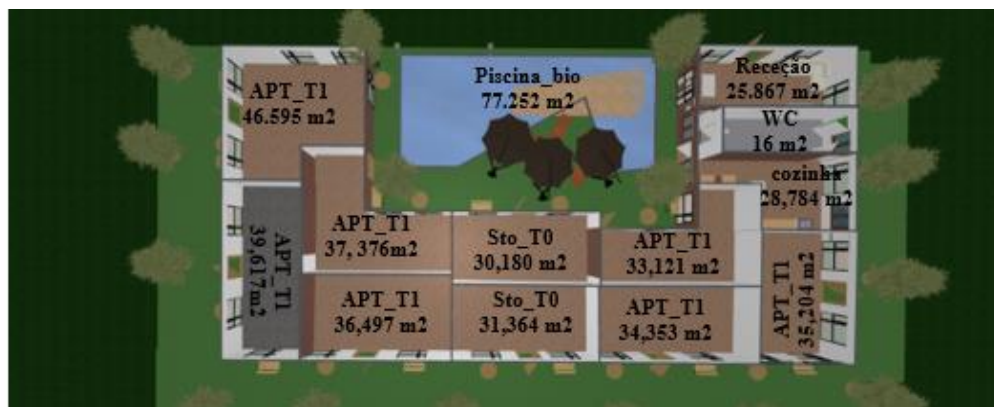 APT_T1
46.595 m2
Piscina_bio
77.252 m2
Receção
25.867 m2
WC
16 m2
cozinha
28,784 m2
APT_T1
39,617m2
APT_T1
37, 376m2
Sto_T0
30,180 m2
APT_T1
33,121 m2
APT_T1
36,497 m2
Sto_T0
31,364 m2
APT_T1
34,353 m2
APT_T1
35,204 m2